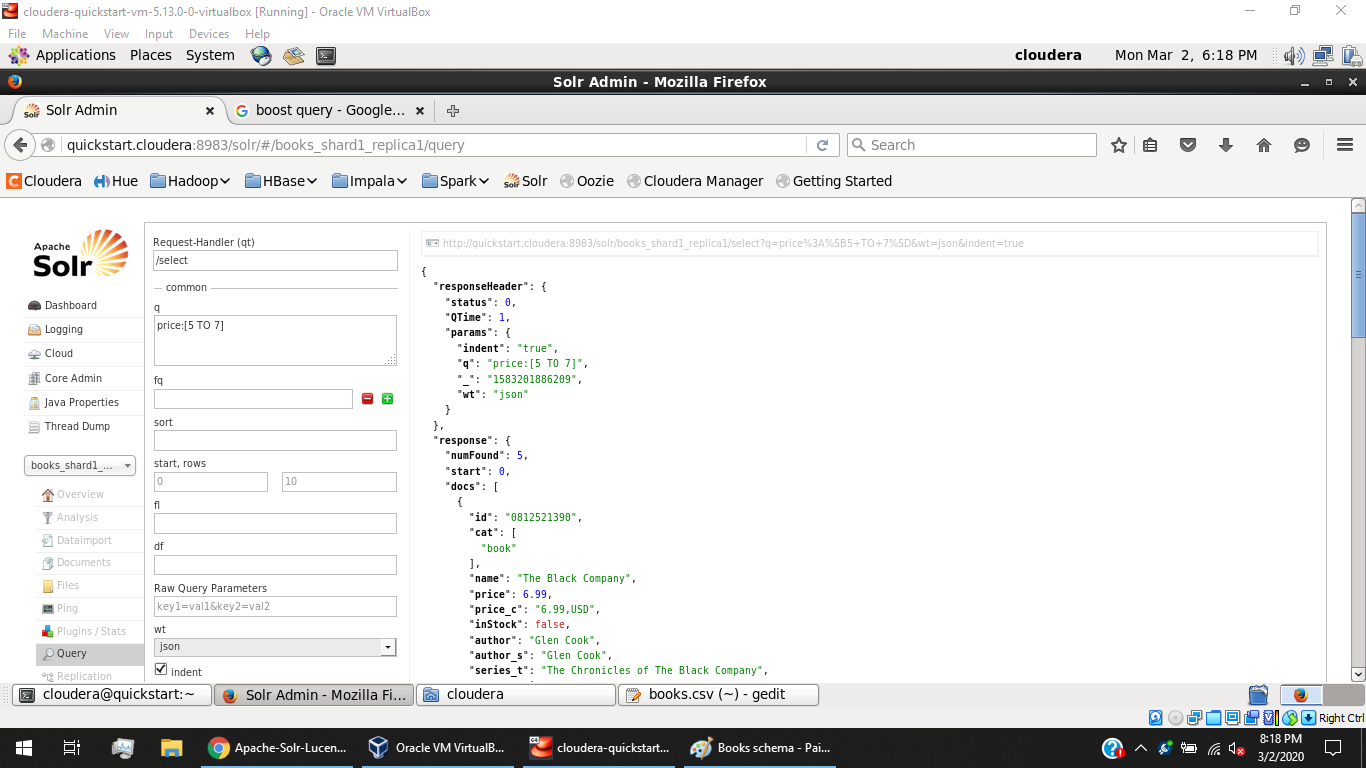 cloudera-quickstart-vm-5.13.0-0-virtualbox [Running] - Oracle VM VirtualBox
File Machine View Input Devices Help
Applications Places System cloudera Mon Mar 2, 6:18 PM
Solr Admin - Mozilla Firefox
Solr Admin boost query - Google...
quickstart.cloudera:8983/solr/#/books_shard1_replica1/query Search
Cloudera Hue Hadoop HBase Impala Spark Solr Oozie Cloudera Manager Getting Started
Apache
Solr
Dashboard
Logging
Cloud
Core Admin
Java Properties
Thread Dump
books_shard1_...
Overview
Analysis
Dataimport
Documents
Files
Ping
Plugins / Stats
Query
Replication
Request-Handler (qt)
/select
common
q
price:[5 TO 7]
fq
sort
start, rows
0 10
fl
df
Raw Query Parameters
key1=val1&key2=val2
wt
json
indent
http://quickstart.cloudera:8983/solr/books_shard1_replica1/select?q=price%3A%5B5+TO+7%5D&wt=json&indent=true
{
"responseHeader": {
"status": 0,
"QTime": 1,
"params": {
"indent": "true",
"q": "price:[5 TO 7]",
"_": "1583201886209",
"wt": "json"
}
},
"response": {
"numFound": 5,
"start": 0,
"docs": [
{
"id": "0812521390",
"cat": [
"book"
],
"name": "The Black Company",
"price": 6.99,
"price_c": "6.99,USD",
"inStock": false,
"author": "Glen Cook",
"author_s": "Glen Cook",
"series_t": "The Chronicles of The Black Company",
cloudera@quickstart:~ Solr Admin - Mozilla Fi... cloudera books.csv (~) - gedit
Right Ctrl
Apache-Solr-Lucen... Oracle VM VirtualB... cloudera-quickstart... Books schema - Pai...
8:18 PM
3/2/2020